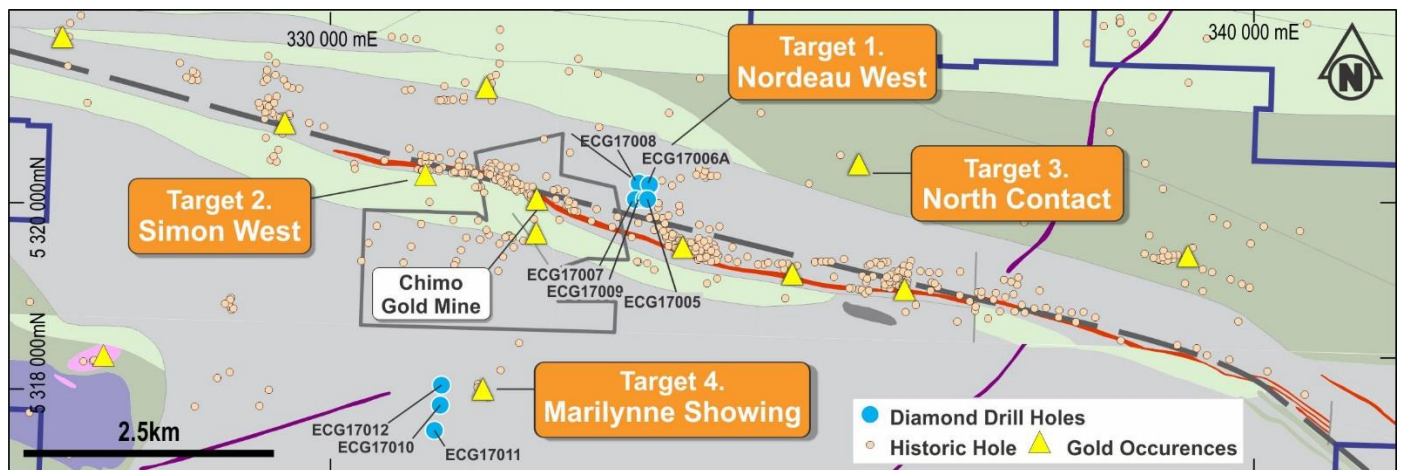 330 000 mE
340 000 mE
N
Target 1.
Nordeau West
ECG17008
ECG17006A
Target 3.
North Contact
Target 2.
Simon West
5 320 000mN
Chimo
Gold Mine
ECG17007
ECG17009
ECG17005
5 318 000mN
Target 4.
Marilynne Showing
ECG17012
ECG17010
ECG17011
2.5km
Diamond Drill Holes
Historic Hole
Gold Occurences